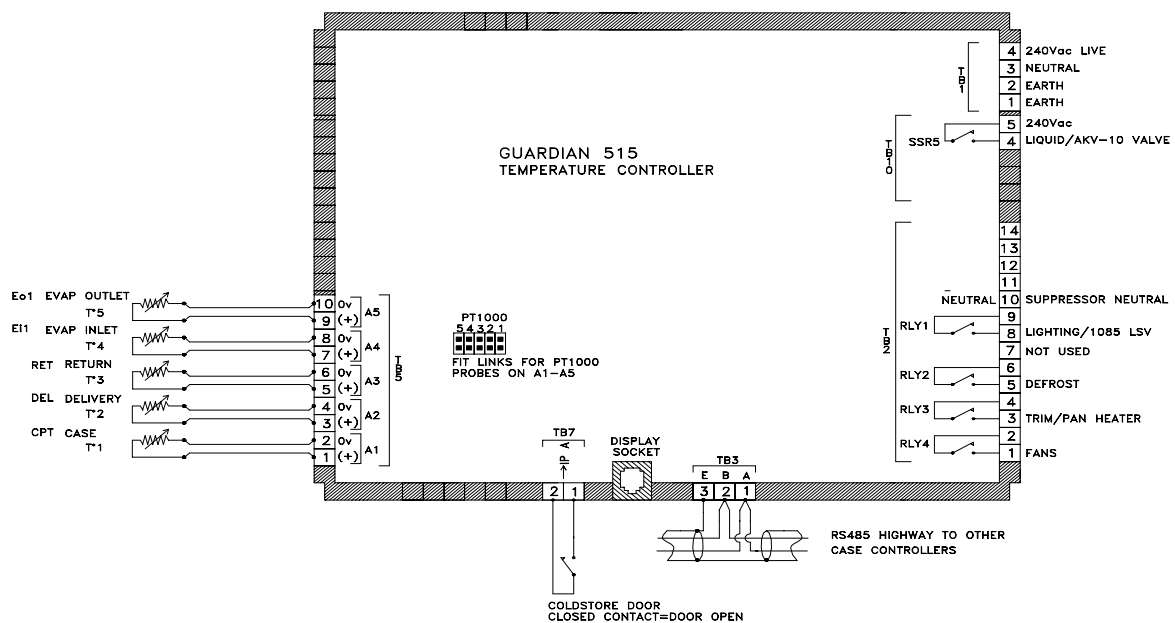 GUARDIAN 515
TEMPERATURE CONTROLLER
TB1
4 240Vac LIVE
3 NEUTRAL
2 EARTH
1 EARTH
TB10
5 240Vac
SSR5 4 LIQUID/AKV-10 VALVE
TB2
14
13
12
11
NEUTRAL 10 SUPPRESSOR NEUTRAL
9
RLY1 8 LIGHTING/1085 LSV
7 NOT USED
6
RLY2 5 DEFROST
4
RLY3 3 TRIM/PAN HEATER
2
RLY4 1 FANS
Eo1 EVAP OUTLET
T°5
10 0v
9 (+)
A5
EI1 EVAP INLET
T°4
8 0v
7 (+)
A4
RET RETURN
T°3
6 0v
5 (+)
A3
DEL DELIVERY
T°2
4 0v
3 (+)
A2
CPT CASE
T°1
2 0v
1 (+)
A1
TB5
PT1000
5 4 3 2 1
FIT LINKS FOR PT1000
PROBES ON A1-A5
TB7
IP A
2 1
DISPLAY
SOCKET
TB3
E B A
3 2 1
RS485 HIGHWAY TO OTHER
CASE CONTROLLERS
COLDSTORE DOOR
CLOSED CONTACT=DOOR OPEN